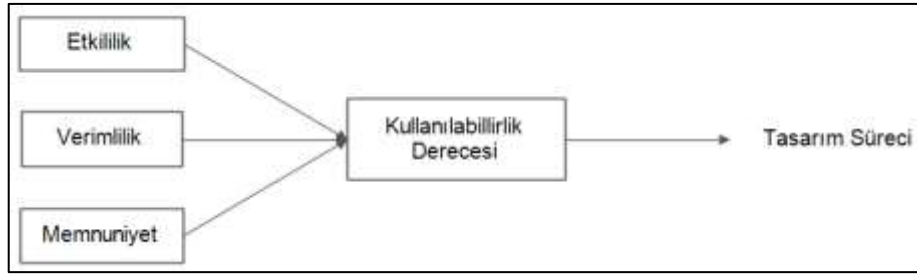 Etkililik
Verimlilik
Memnuniyet
Kullanılabillirlik
Derecesi
Tasarım Süreci